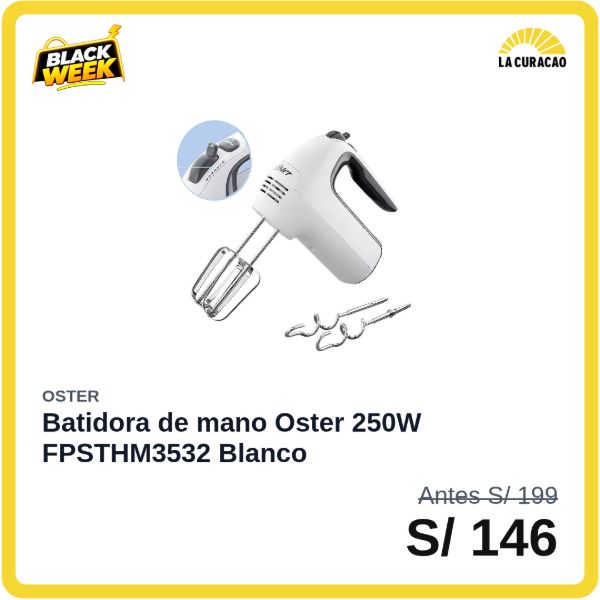 BLACK
WEEK
LA CURACAO
Oster
OSTER
Batidora de mano Oster 250W
FPSTHM3532 Blanco
Antes S/ 199
S/ 146